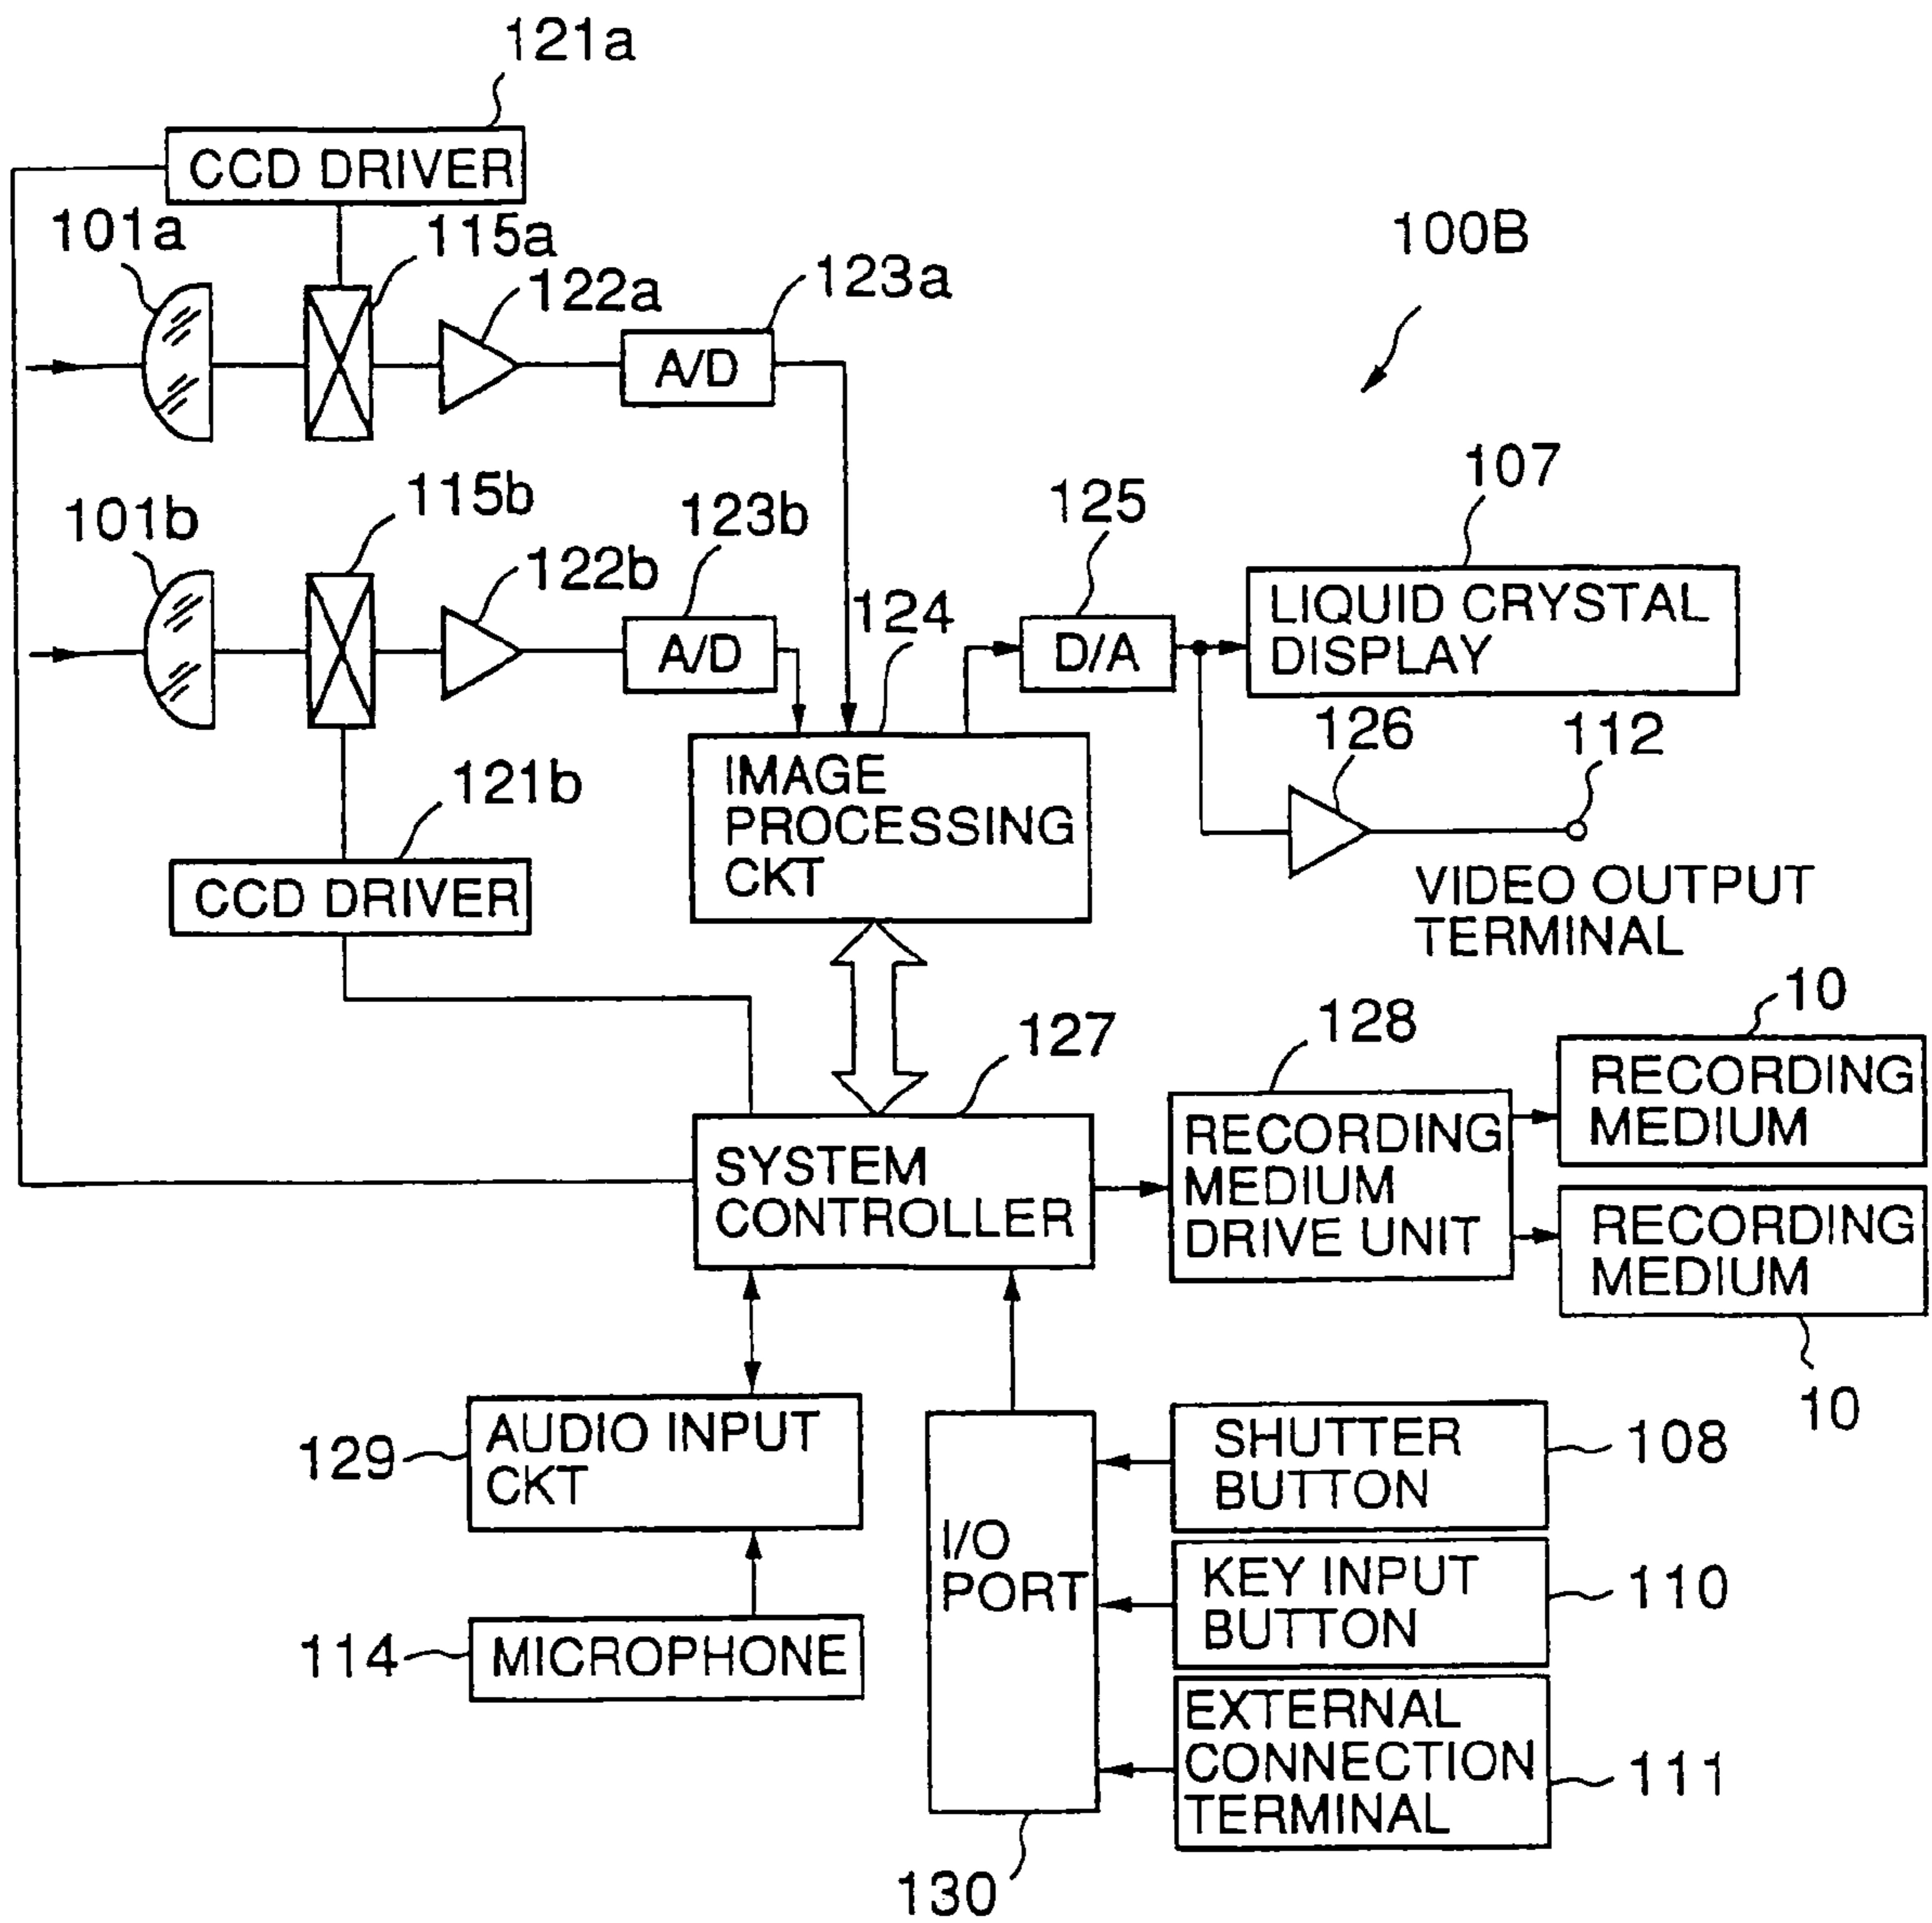 121a
CCD DRIVER
101a
115a
122a
123a
A/D
100B
101b
115b
122b
123b
A/D
124
125
D/A
107
LIQUID CRYSTAL
DISPLAY
126
112
VIDEO OUTPUT
TERMINAL
121b
CCD DRIVER
IMAGE
PROCESSING
CKT
127
SYSTEM
CONTROLLER
128
RECORDING
MEDIUM
DRIVE UNIT
10
RECORDING
MEDIUM
RECORDING
MEDIUM
10
129
AUDIO INPUT
CKT
114
MICROPHONE
I/O
PORT
130
SHUTTER
BUTTON
108
KEY INPUT
BUTTON
110
EXTERNAL
CONNECTION
TERMINAL
111